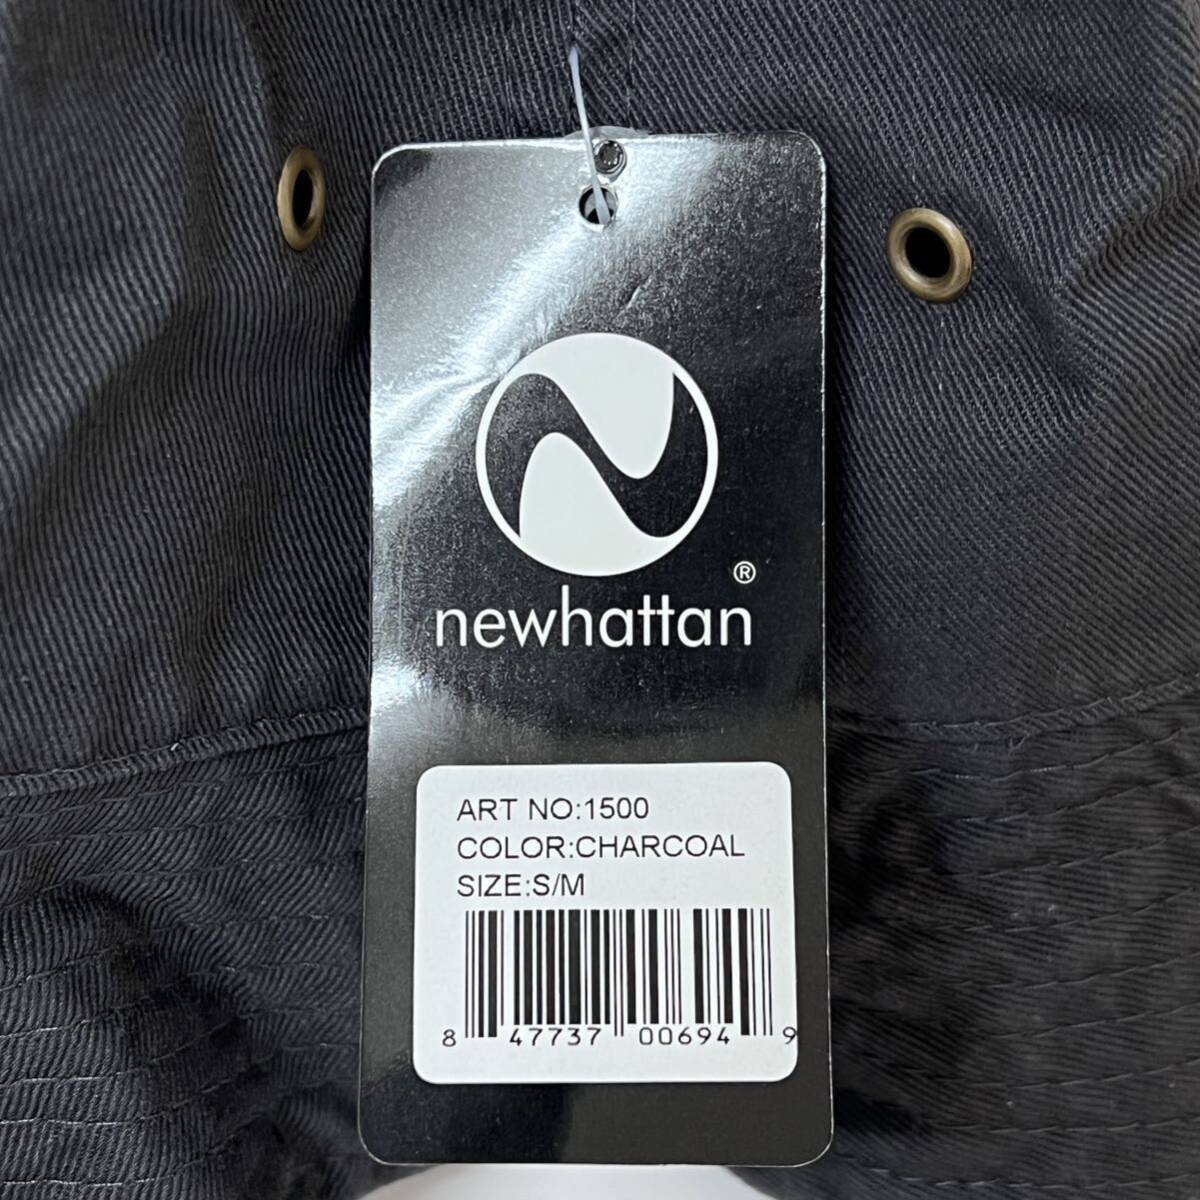 ®
newhattan
ART NO:1500
COLOR:CHARCOAL
SIZE:S/M
8 47737 00694 9